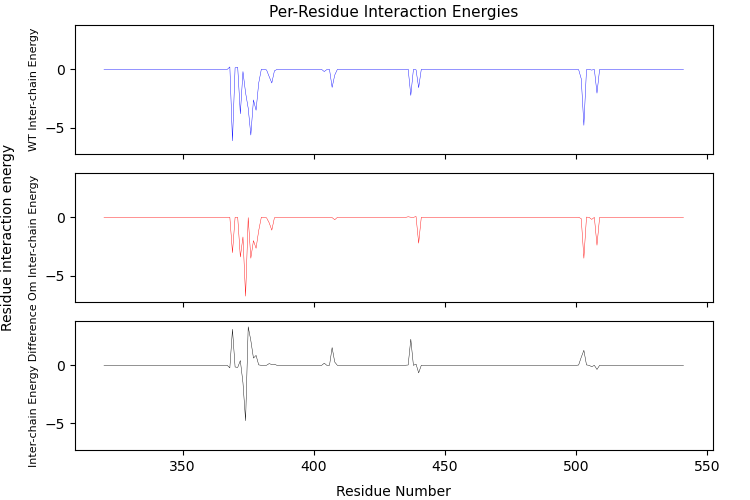 Per-Residue Interaction Energies
Residue interaction energy
WT Inter-chain Energy
0
−5
Om Inter-chain Energy
0
−5
Inter-chain Energy Difference
0
−5
350
400
450
500
550
Residue Number